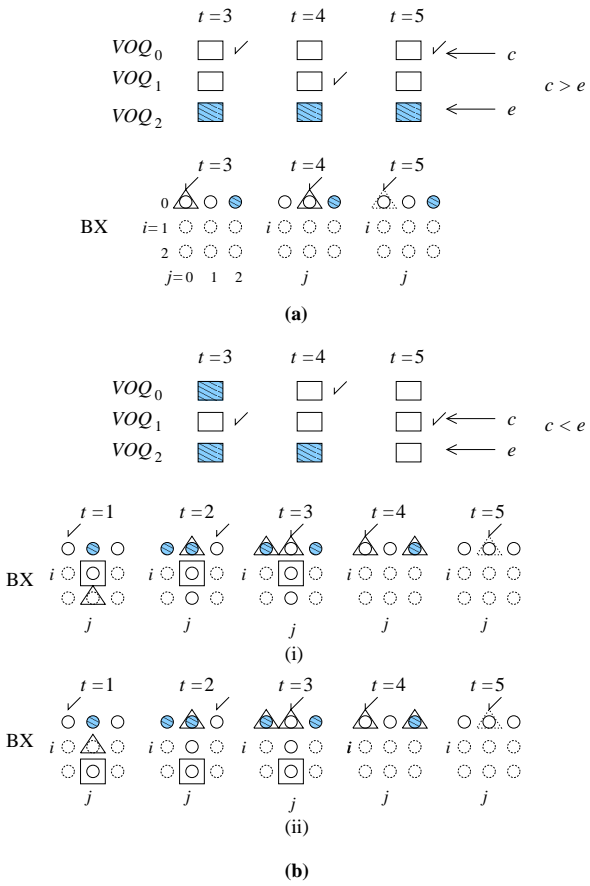 t = 3 t = 4 t = 5
VOQ0 c
VOQ1 c > e
VOQ2 e
t = 3 t = 4 t = 5
0
BX i = 1 i i
2
j = 0 1 2 j j
(a)
t = 3 t = 4 t = 5
VOQ0
VOQ1 c c < e
VOQ2 e
t = 1 t = 2 t = 3 t = 4 t = 5
BX i i i i i
j j j j j
(i)
t = 1 t = 2 t = 3 t = 4 t = 5
BX i i i i i
j j j j j
(ii)
(b)